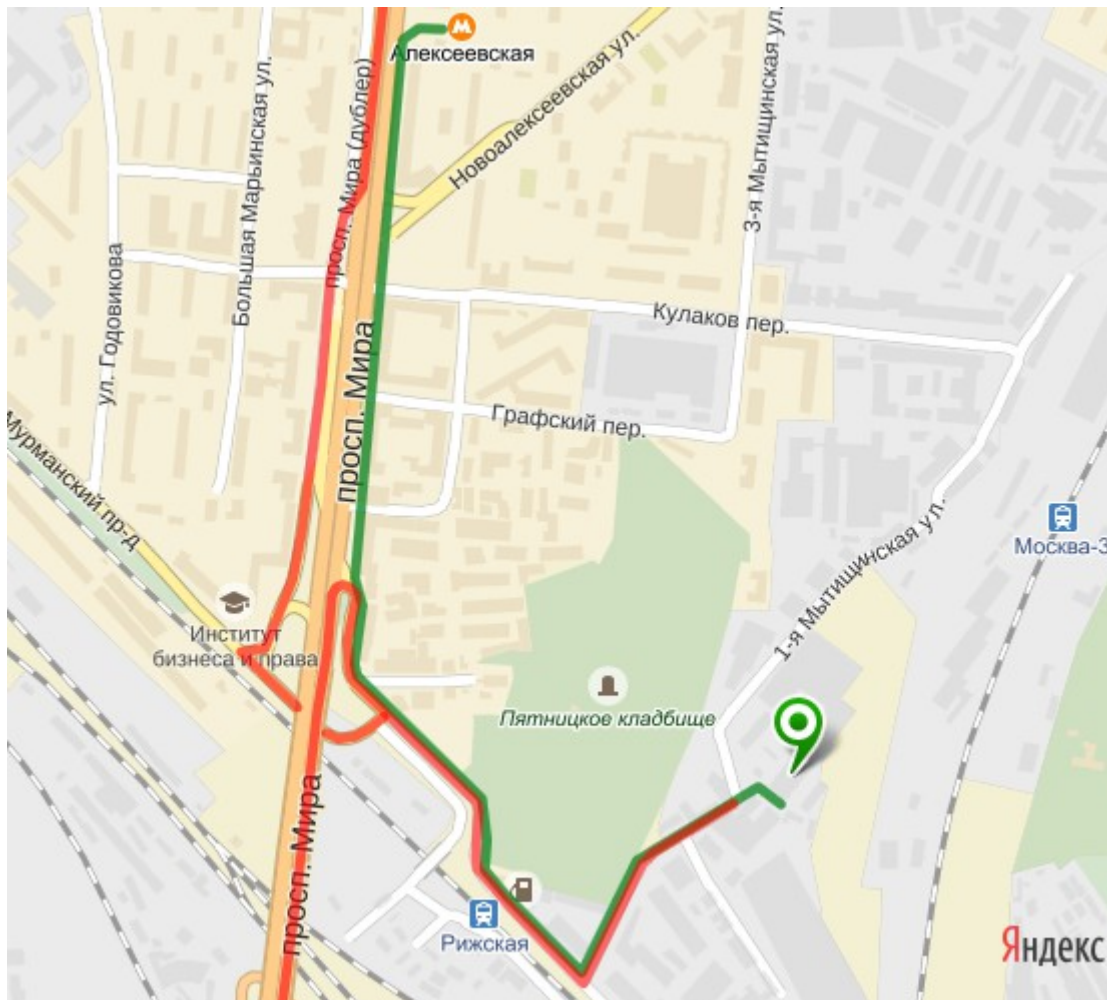 Алексеевская
Большая Марьинская ул.
просп. Мира (дублер)
Новоалексеевская ул.
3-я Мытищинская ул.
ул. Годовикова
Кулаков пер.
просп. Мира
Графский пер.
Мурманский пр-д
1-я Мытищинская ул.
Москва-3
Институт
бизнеса и права
Пятницкое кладбище
просп. Мира
Рижская
Яндекс